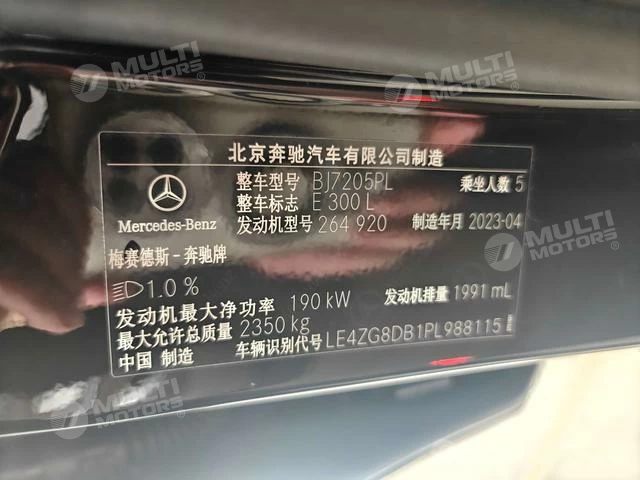 MULTI MOTORS®
MULTI MOTORS®
北京奔驰汽车有限公司制造
整车型号 BJ7205PL 乘坐人数 5
整车标志 E 300 L
Mercedes-Benz
发动机型号 264 920 制造年月 2023-04
梅赛德斯-奔驰牌
MULTI MOTORS®
1.0 %
发动机最大净功率 190 kW 发动机排量 1991 mL
最大允许总质量 2350 kg
中国 制造 车辆识别代号 LE4ZG8DB1PL988115
MULTI MOTORS®
MULTI MOTORS®